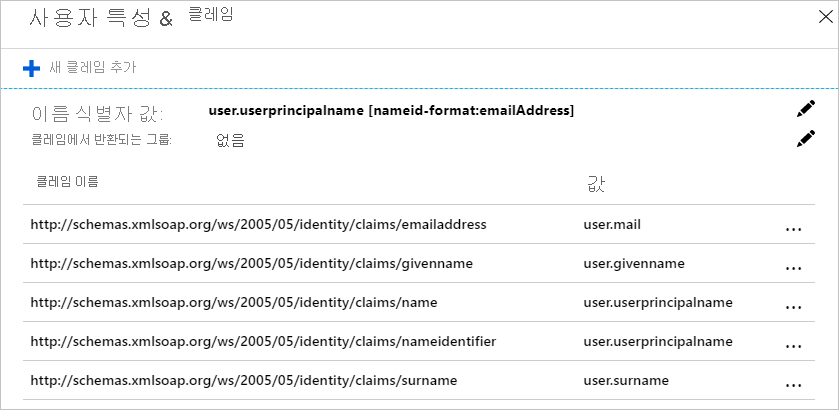 사용자 특성 & 클레임
새 클레임 추가
이름 식별자 값: user.userprincipalname [nameid-format:emailAddress]
클레임에서 반환되는 그룹: 없음
클레임 이름 값
http://schemas.xmlsoap.org/ws/2005/05/identity/claims/emailaddress user.mail ...
http://schemas.xmlsoap.org/ws/2005/05/identity/claims/givenname user.givenname ...
http://schemas.xmlsoap.org/ws/2005/05/identity/claims/name user.userprincipalname ...
http://schemas.xmlsoap.org/ws/2005/05/identity/claims/nameidentifier user.userprincipalname ...
http://schemas.xmlsoap.org/ws/2005/05/identity/claims/surname user.surname ...